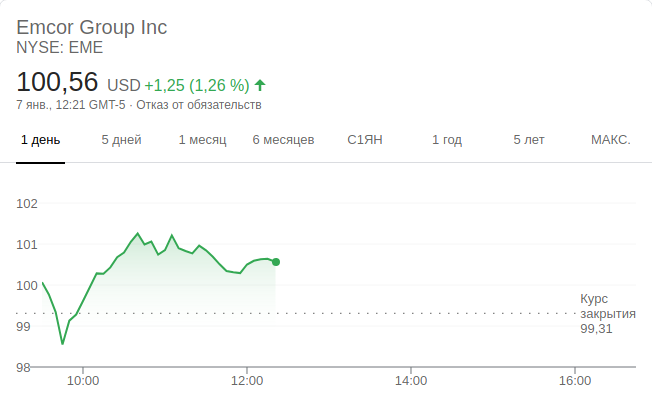 Emcor Group Inc
NYSE: EME
100,56 USD +1,25 (1,26 %)
7 янв., 12:21 GMT-5 · Отказ от обязательств
1 день 5 дней 1 месяц 6 месяцев С1ЯН 1 год 5 лет МАКС.
102
101
100
99
98
Курс
закрытия
99,31
10:00 12:00 14:00 16:00